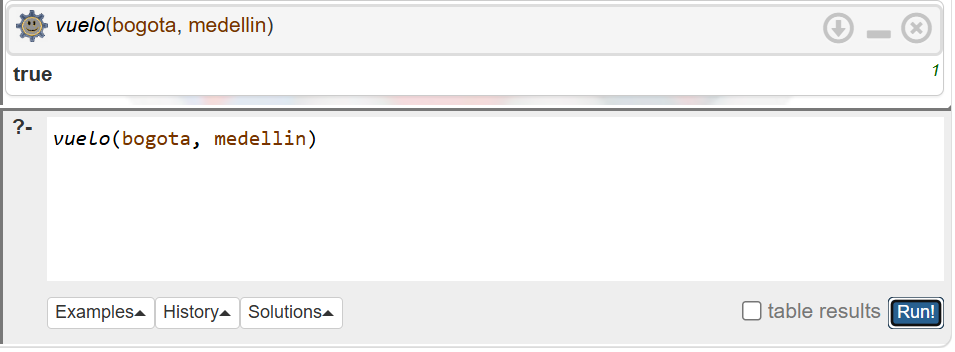 vuelo(bogota, medellin)
true 1
?- vuelo(bogota, medellin)
Examples History Solutions table results Run!